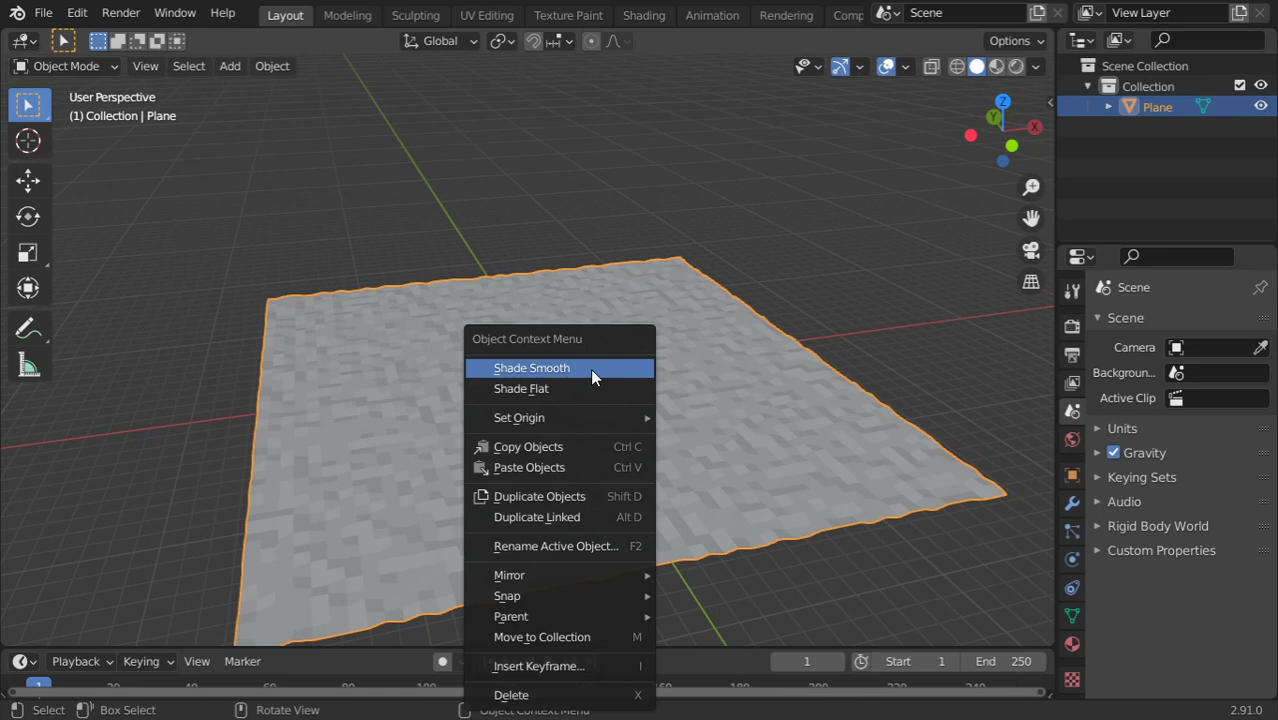 File Edit Render Window Help Layout Modeling Sculpting UV Editing Texture Paint Shading Animation Rendering Comp Scene View Layer
Global Options
Object Mode View Select Add Object
Scene Collection
Collection
Plane
User Perspective
(1) Collection | Plane
Z
Y
X
Scene
Scene
Camera
Backgroun...
Active Clip
Units
Gravity
Keying Sets
Audio
Rigid Body World
Custom Properties
Object Context Menu
Shade Smooth
Shade Flat
Set Origin
Copy Objects Ctrl C
Paste Objects Ctrl V
Duplicate Objects Shift D
Duplicate Linked Alt D
Rename Active Object... F2
Mirror
Snap
Parent
Move to Collection M
Insert Keyframe... I
Delete X
Playback Keying View Marker 1 Start 1 End 250
1
Select Box Select Rotate View Object Context Menu 2.91.0